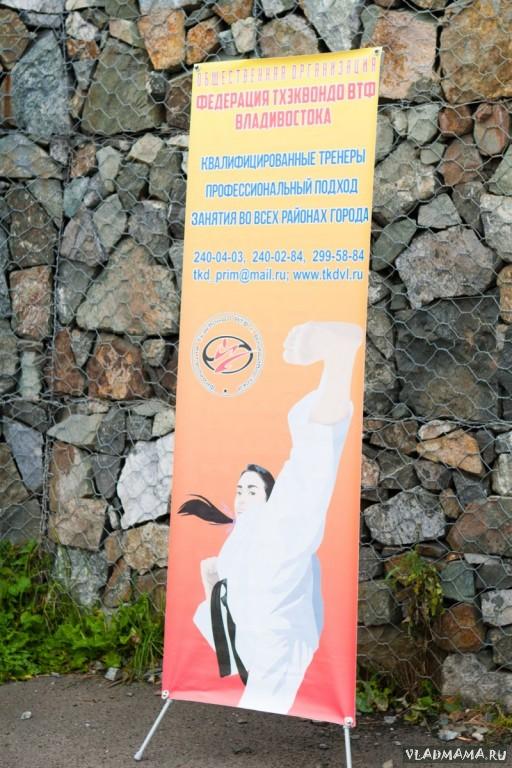 ОБЩЕСТВЕННАЯ ОРГАНИЗАЦИЯ
ФЕДЕРАЦИЯ ТХЭКВОНДО ВТФ
ВЛАДИВОСТОКА
КВАЛИФИЦИРОВАННЫЕ ТРЕНЕРЫ
ПРОФЕССИОНАЛЬНЫЙ ПОДХОД
ЗАНЯТИЯ ВО ВСЕХ РАЙОНАХ ГОРОДА
240-04-03, 240-02-84, 299-58-84
tkd_prim@mail.ru; www.tkdvl.ru
VLADMAMA.RU